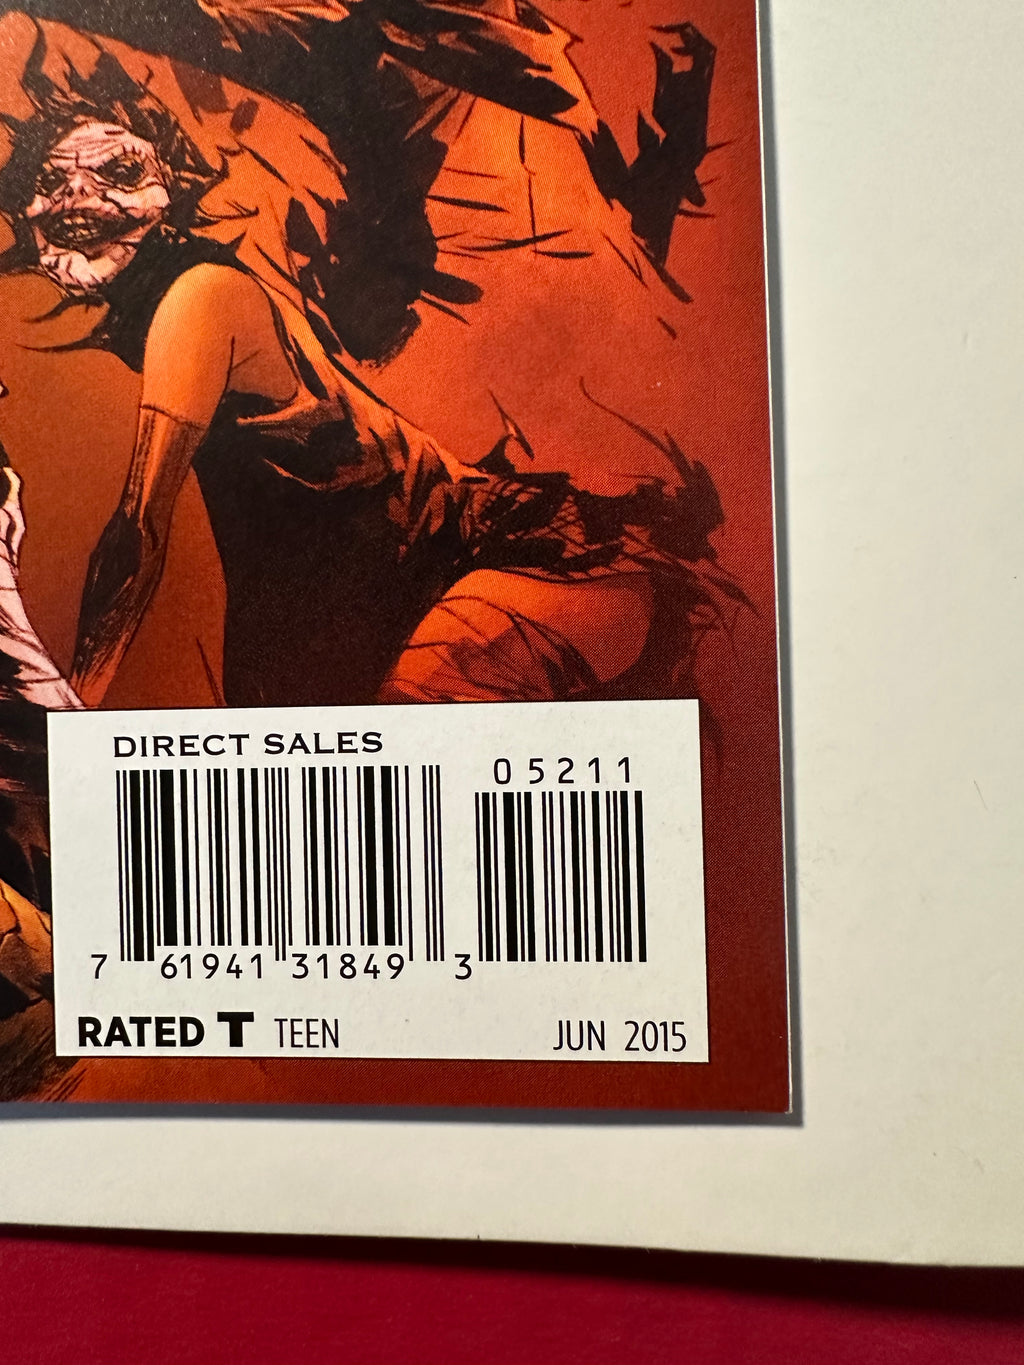 DIRECT SALES
05211
7 61941 31849 3
RATED T TEEN
JUN 2015